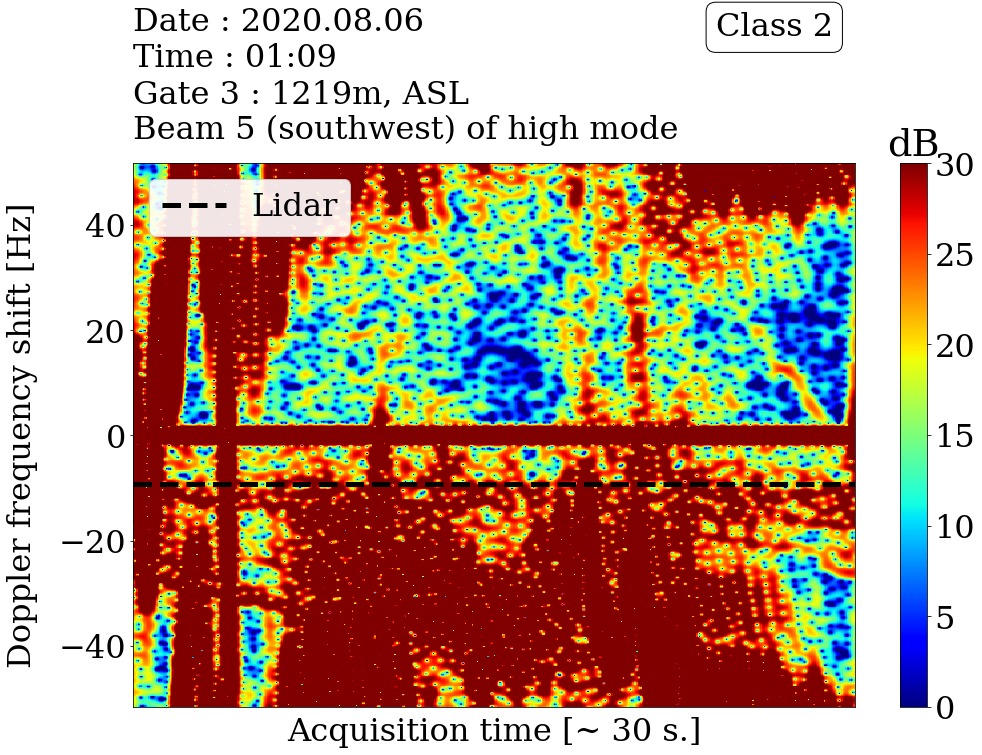 Date : 2020.08.06
Time : 01:09
Gate 3 : 1219m, ASL
Beam 5 (southwest) of high mode
Class 2
dB
Lidar
Doppler frequency shift [Hz]
40
20
0
−20
−40
30
25
20
15
10
5
0
Acquisition time [~ 30 s.]